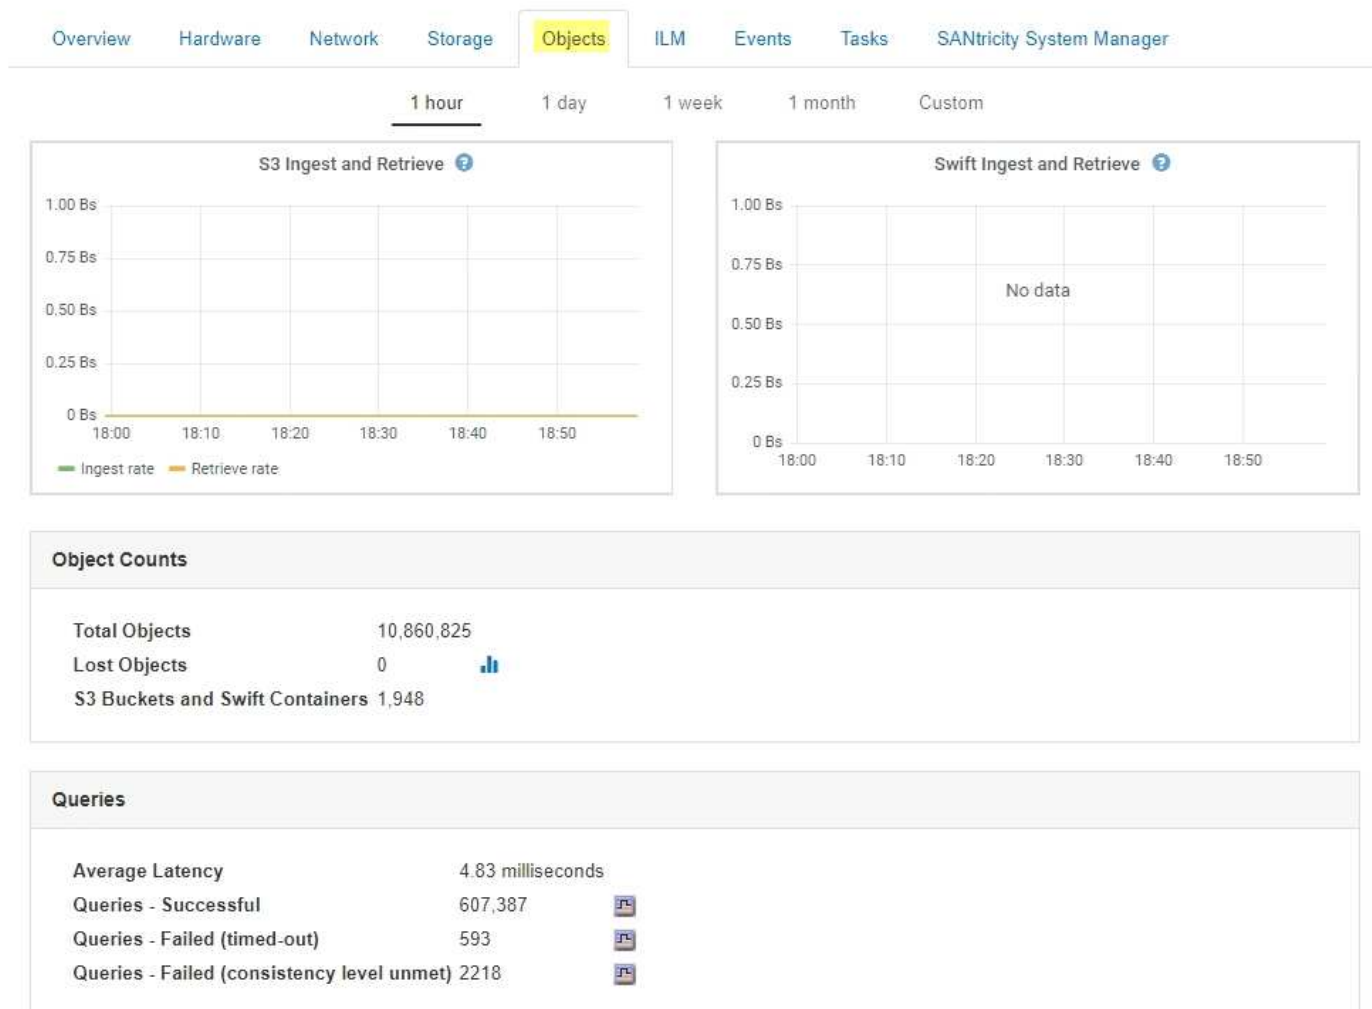 Overview Hardware Network Storage Objects ILM Events Tasks SANtricity System Manager
1 hour 1 day 1 week 1 month Custom
S3 Ingest and Retrieve ?
1.00 Bs
0.75 Bs
0.50 Bs
0.25 Bs
0 Bs
18:00 18:10 18:20 18:30 18:40 18:50
Ingest rate Retrieve rate
Swift Ingest and Retrieve ?
1.00 Bs
0.75 Bs
No data
0.50 Bs
0.25 Bs
0 Bs
18:00 18:10 18:20 18:30 18:40 18:50
Object Counts
Total Objects 10,860,825
Lost Objects 0
S3 Buckets and Swift Containers 1,948
Queries
Average Latency 4.83 milliseconds
Queries - Successful 607,387
Queries - Failed (timed-out) 593
Queries - Failed (consistency level unmet) 2218